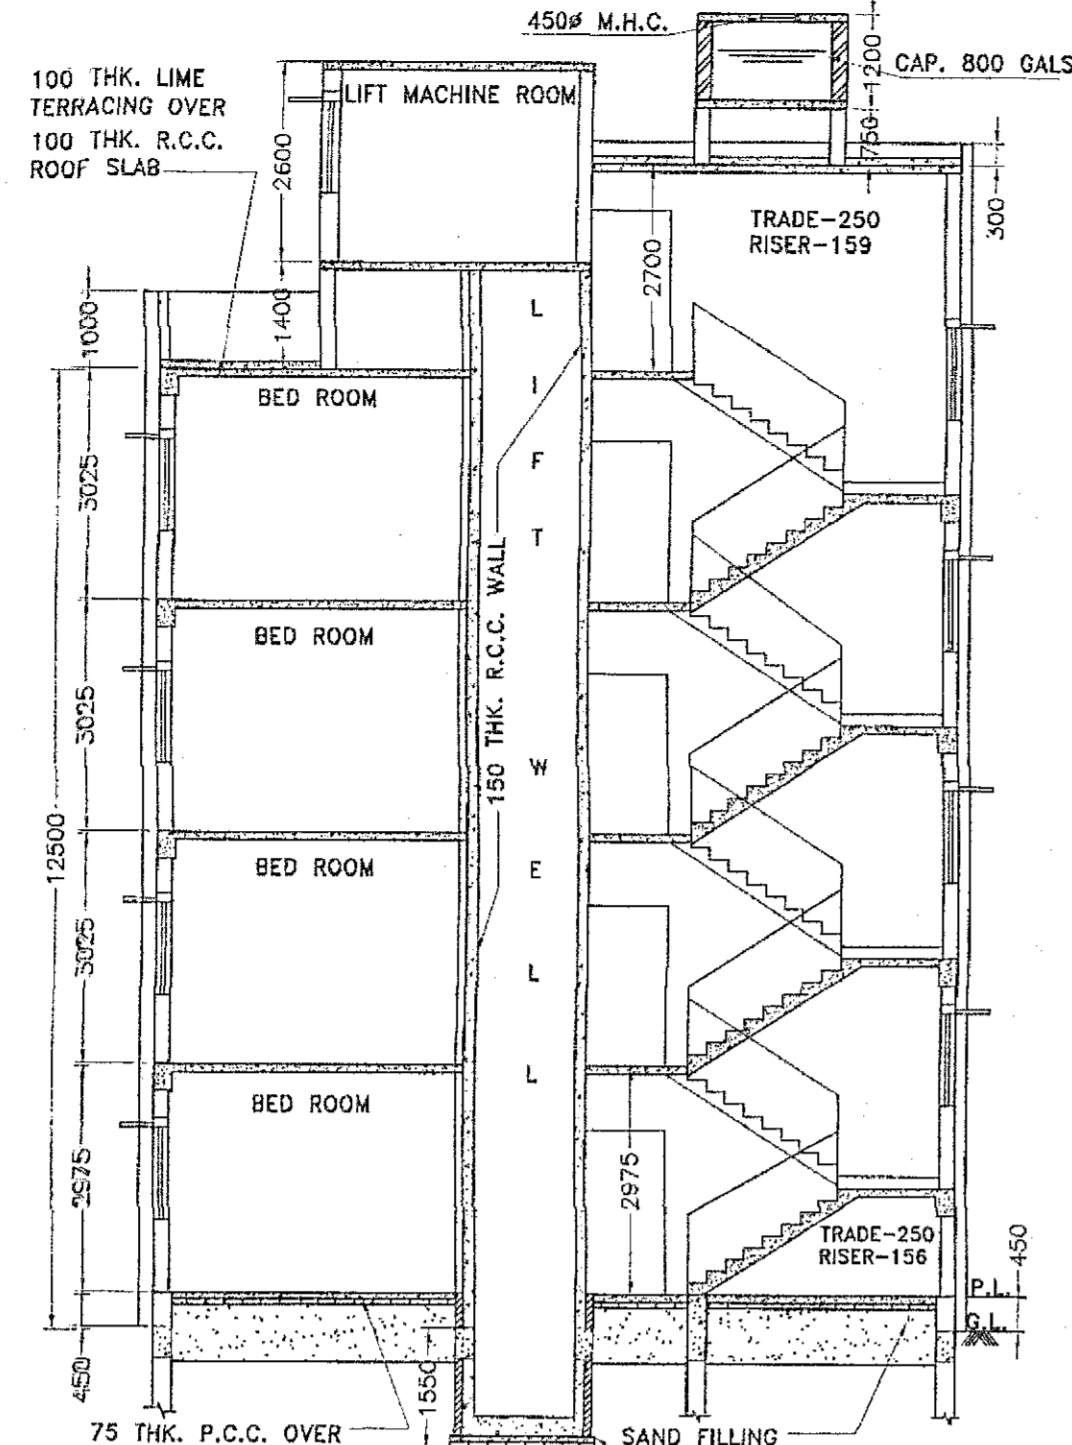 450ø M.H.C.
CAP. 800 GALS
1200
750
100 THK. LIME
TERRACING OVER
100 THK. R.C.C.
ROOF SLAB
LIFT MACHINE ROOM
2600
1400
1000
TRADE-250
RISER-159
300
2700
BED ROOM
3025
BED ROOM
3025
BED ROOM
3025
BED ROOM
2975
12500
450
LIFT WELL
150 THK. R.C.C. WALL
2975
TRADE-250
RISER-156
450
P.L.
G.L.
1550
75 THK. P.C.C. OVER
SAND FILLING